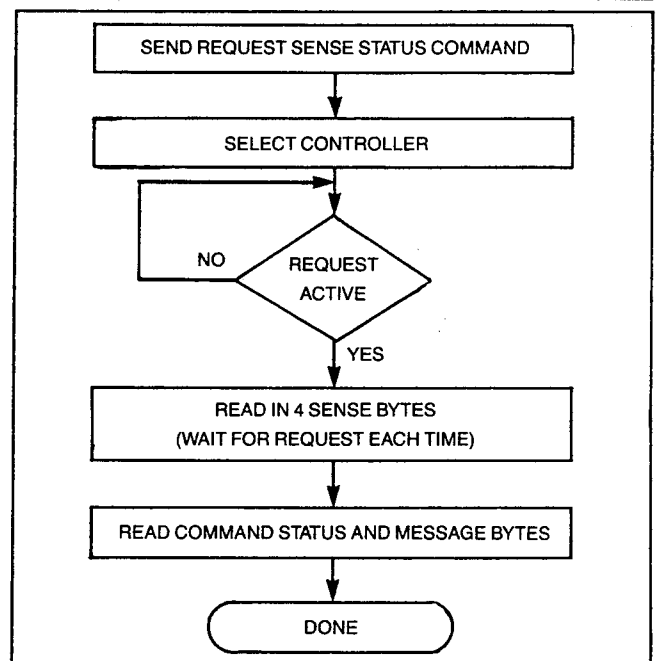 SEND REQUEST SENSE STATUS COMMAND
SELECT CONTROLLER
NO
REQUEST
ACTIVE
YES
READ IN 4 SENSE BYTES
(WAIT FOR REQUEST EACH TIME)
READ COMMAND STATUS AND MESSAGE BYTES
DONE